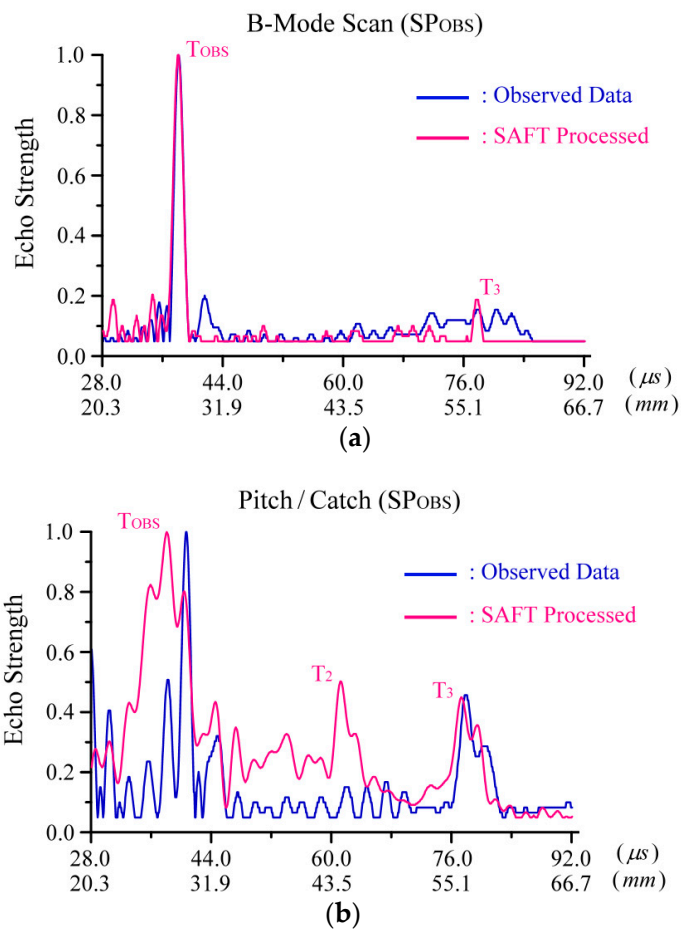 B-Mode Scan (SPOBS)
TOBS
1.0
: Observed Data
0.8
: SAFT Processed
0.6
Echo Strength
0.4
T3
0.2
0.0
28.0 44.0 60.0 76.0 92.0 (μs)
20.3 31.9 43.5 55.1 66.7 (mm)
(a)
Pitch / Catch (SPOBS)
TOBS
1.0
: Observed Data
0.8
: SAFT Processed
0.6
Echo Strength
T2
T3
0.4
0.2
0.0
28.0 44.0 60.0 76.0 92.0 (μs)
20.3 31.9 43.5 55.1 66.7 (mm)
(b)